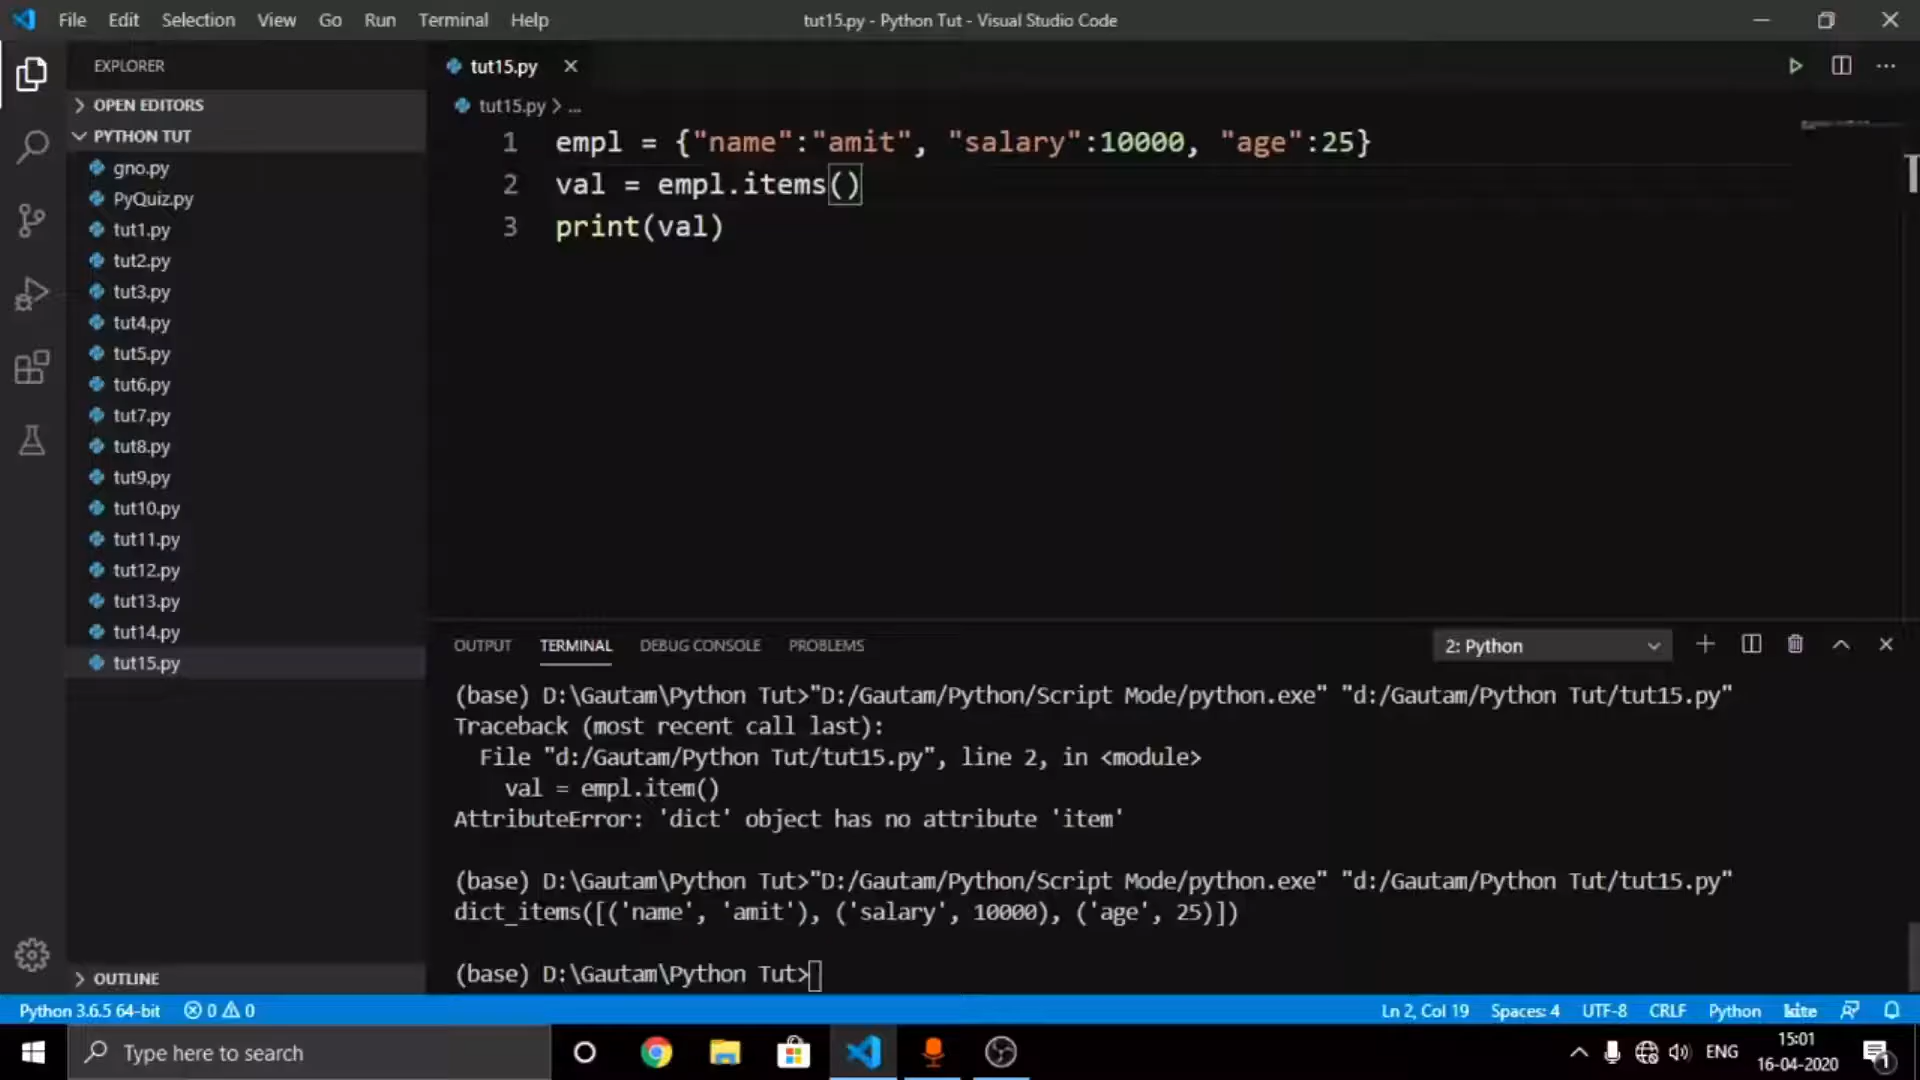 File Edit Selection View Go Run Terminal Help
tut15.py - Python Tut - Visual Studio Code
EXPLORER
OPEN EDITORS
PYTHON TUT
gno.py
PyQuiz.py
tut1.py
tut2.py
tut3.py
tut4.py
tut5.py
tut6.py
tut7.py
tut8.py
tut9.py
tut10.py
tut11.py
tut12.py
tut13.py
tut14.py
tut15.py
OUTLINE
tut15.py
tut15.py > ...
1 empl = {"name":"amit", "salary":10000, "age":25}
2 val = empl.items()
3 print(val)
OUTPUT TERMINAL DEBUG CONSOLE PROBLEMS
2: Python
(base) D:\Gautam\Python Tut>"D:/Gautam/Python/Script Mode/python.exe" "d:/Gautam/Python Tut/tut15.py"
Traceback (most recent call last):
File "d:/Gautam/Python Tut/tut15.py", line 2, in <module>
val = empl.item()
AttributeError: 'dict' object has no attribute 'item'
(base) D:\Gautam\Python Tut>"D:/Gautam/Python/Script Mode/python.exe" "d:/Gautam/Python Tut/tut15.py"
dict_items([('name', 'amit'), ('salary', 10000), ('age', 25)])
(base) D:\Gautam\Python Tut>
Python 3.6.5 64-bit 0 0
Ln 2, Col 19 Spaces: 4 UTF-8 CRLF Python kite
Type here to search
ENG
15:01
16-04-2020
1